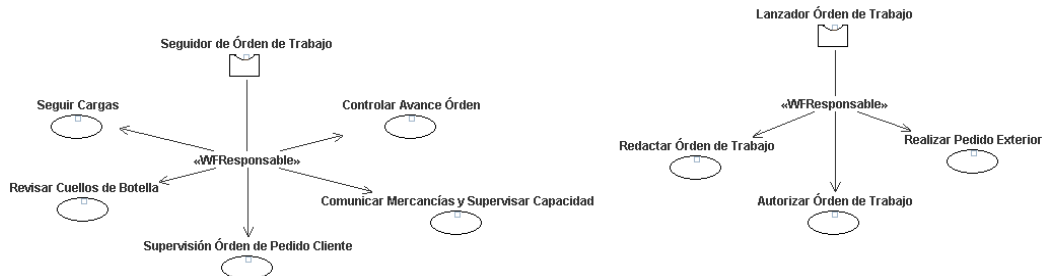 Seguidor de Órden de Trabajo
Seguir Cargas
Controlar Avance Órden
«WFResponsable»
Revisar Cuellos de Botella
Comunicar Mercancías y Supervisar Capacidad
Supervisión Órden de Pedido Cliente
Lanzador Órden de Trabajo
«WFResponsable»
Redactar Órden de Trabajo
Realizar Pedido Exterior
Autorizar Órden de Trabajo